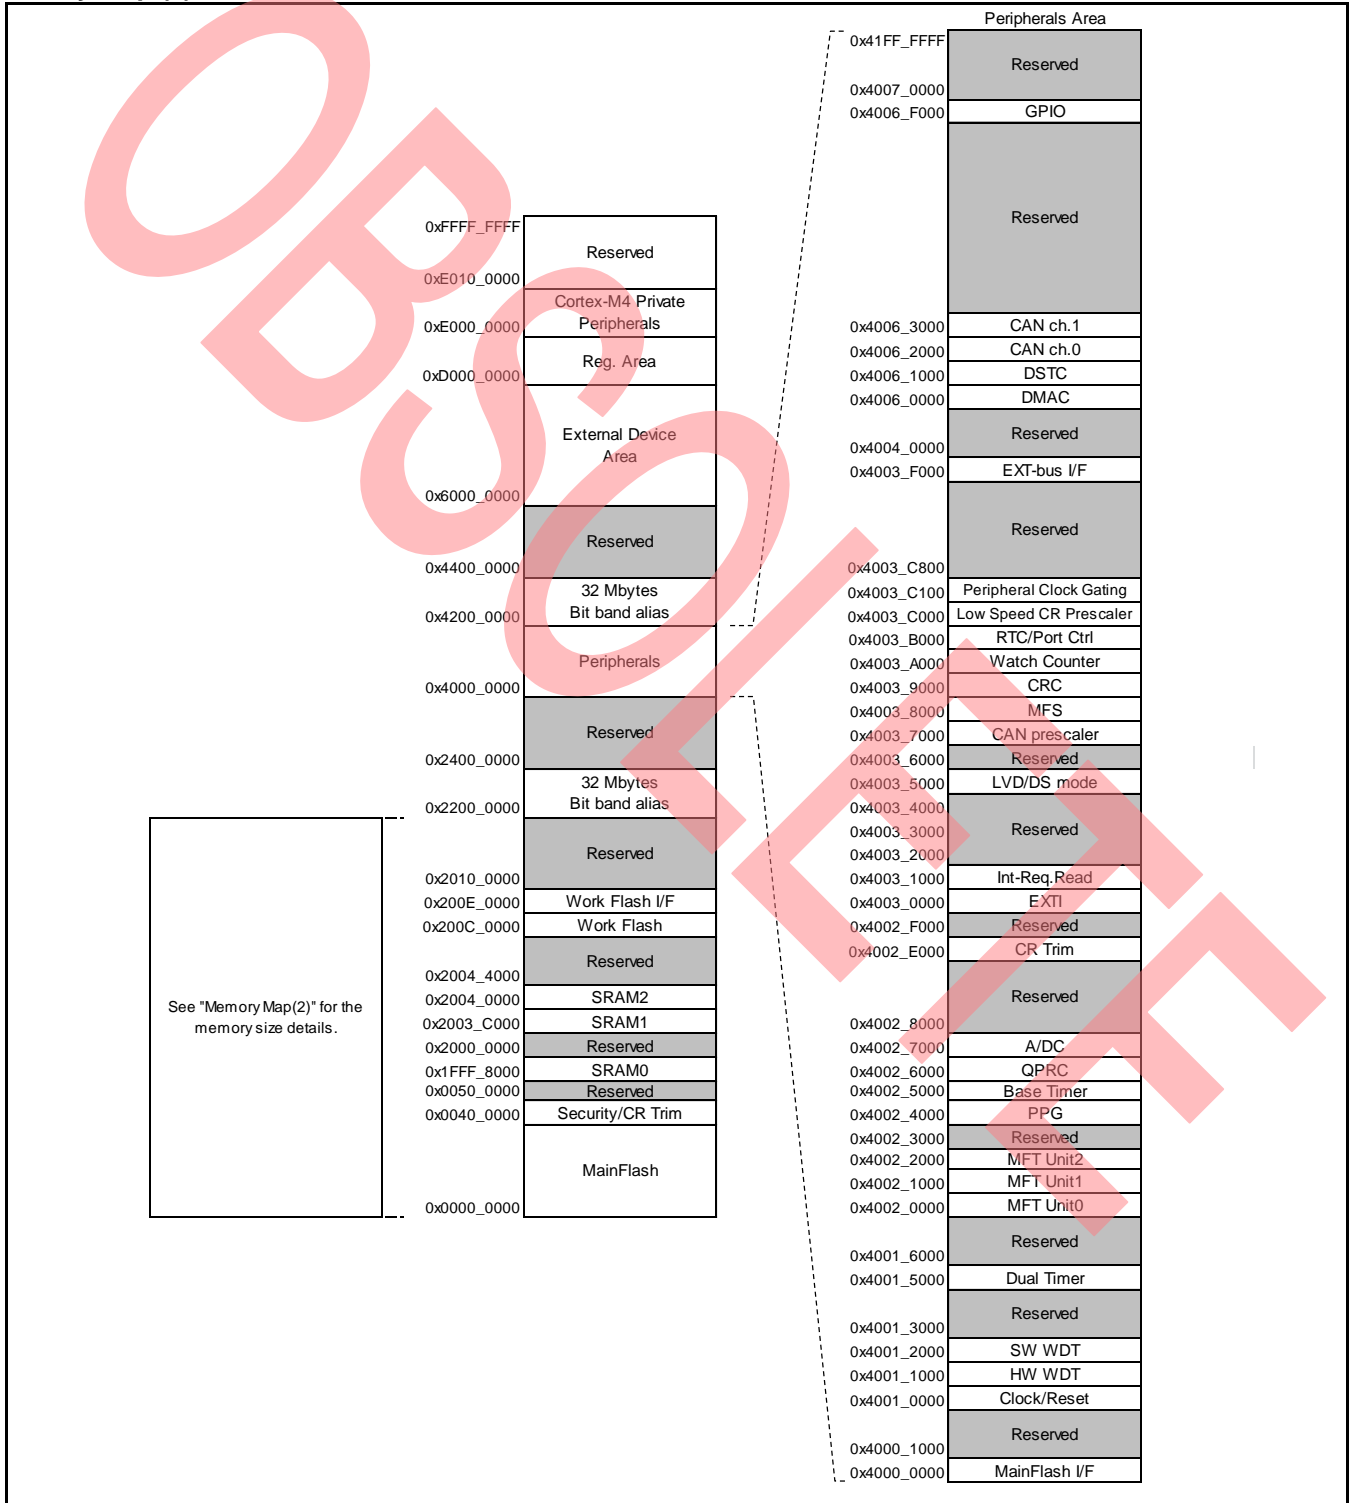 Peripherals Area
0x41FF_FFFF
Reserved
0x4007_0000
0x4006_F000 GPIO
Reserved
0x4006_3000 CAN ch.1
0x4006_2000 CAN ch.0
0x4006_1000 DSTC
0x4006_0000 DMAC
Reserved
0x4004_0000
0x4003_F000 EXT-bus I/F
Reserved
0x4003_C800
0x4003_C100 Peripheral Clock Gating
0x4003_C000 Low Speed CR Prescaler
0x4003_B000 RTC/Port Ctrl
0x4003_A000 Watch Counter
0x4003_9000 CRC
0x4003_8000 MFS
0x4003_7000 CAN prescaler
0x4003_6000 Reserved
0x4003_5000 LVD/DS mode
0x4003_4000
0x4003_3000 Reserved
0x4003_2000
0x4003_1000 Int-Req.Read
0x4003_0000 EXTI
0x4002_F000 Reserved
0x4002_E000 CR Trim
Reserved
0x4002_8000
0x4002_7000 A/DC
0x4002_6000 QPRC
0x4002_5000 Base Timer
0x4002_4000 PPG
0x4002_3000 Reserved
0x4002_2000 MFT Unit2
0x4002_1000 MFT Unit1
0x4002_0000 MFT Unit0
Reserved
0x4001_6000
0x4001_5000 Dual Timer
Reserved
0x4001_3000
0x4001_2000 SW WDT
0x4001_1000 HW WDT
0x4001_0000 Clock/Reset
Reserved
0x4000_1000
0x4000_0000 MainFlash I/F
0xFFFF_FFFF
Reserved
0xE010_0000
Cortex-M4 Private
0xE000_0000 Peripherals
Reg. Area
0xD000_0000
External Device
Area
0x6000_0000
Reserved
0x4400_0000
32 Mbytes
Bit band alias
0x4200_0000
Peripherals
0x4000_0000
Reserved
0x2400_0000
32 Mbytes
Bit band alias
0x2200_0000
Reserved
0x2010_0000
0x200E_0000 Work Flash I/F
0x200C_0000 Work Flash
Reserved
0x2004_4000
0x2004_0000 SRAM2
0x2003_C000 SRAM1
0x2000_0000 Reserved
0x1FFF_8000 SRAM0
0x0050_0000 Reserved
0x0040_0000 Security/CR Trim
MainFlash
0x0000_0000
See "Memory Map(2)" for the
memory size details.
OBSOLETE